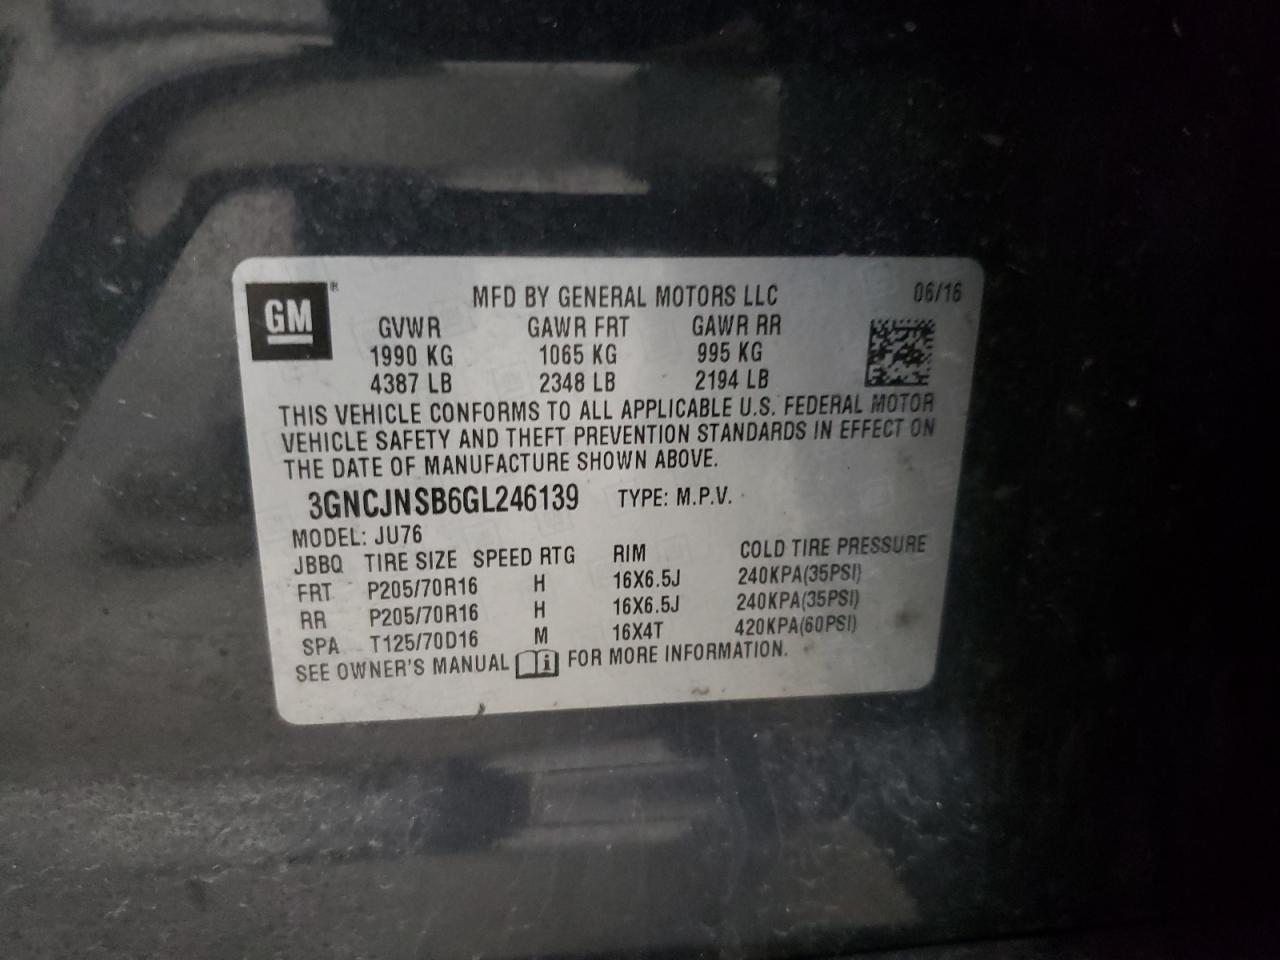 GM ®
MFD BY GENERAL MOTORS LLC 06/16
GVWR GAWR FRT GAWR RR
1990 KG 1065 KG 995 KG
4387 LB 2348 LB 2194 LB
THIS VEHICLE CONFORMS TO ALL APPLICABLE U.S. FEDERAL MOTOR
VEHICLE SAFETY AND THEFT PREVENTION STANDARDS IN EFFECT ON
THE DATE OF MANUFACTURE SHOWN ABOVE.
3GNCJNSB6GL246139 TYPE: M.P.V.
MODEL: JU76
JBBQ TIRE SIZE SPEED RTG RIM COLD TIRE PRESSURE
FRT P205/70R16 H 16X6.5J 240KPA(35PSI)
RR P205/70R16 H 16X6.5J 240KPA(35PSI)
SPA T125/70D16 M 16X4T 420KPA(60PSI)
SEE OWNER'S MANUAL i FOR MORE INFORMATION.